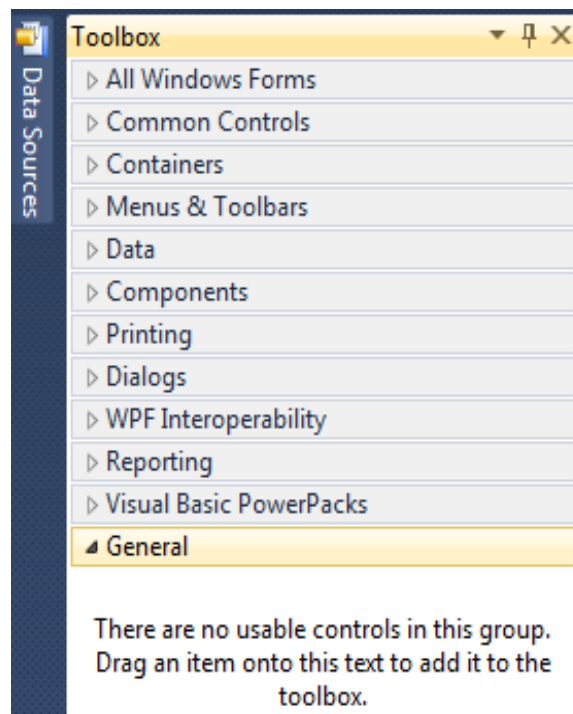 Data Sources
Toolbox
All Windows Forms
Common Controls
Containers
Menus & Toolbars
Data
Components
Printing
Dialogs
WPF Interoperability
Reporting
Visual Basic PowerPacks
General
There are no usable controls in this group.
Drag an item onto this text to add it to the
toolbox.